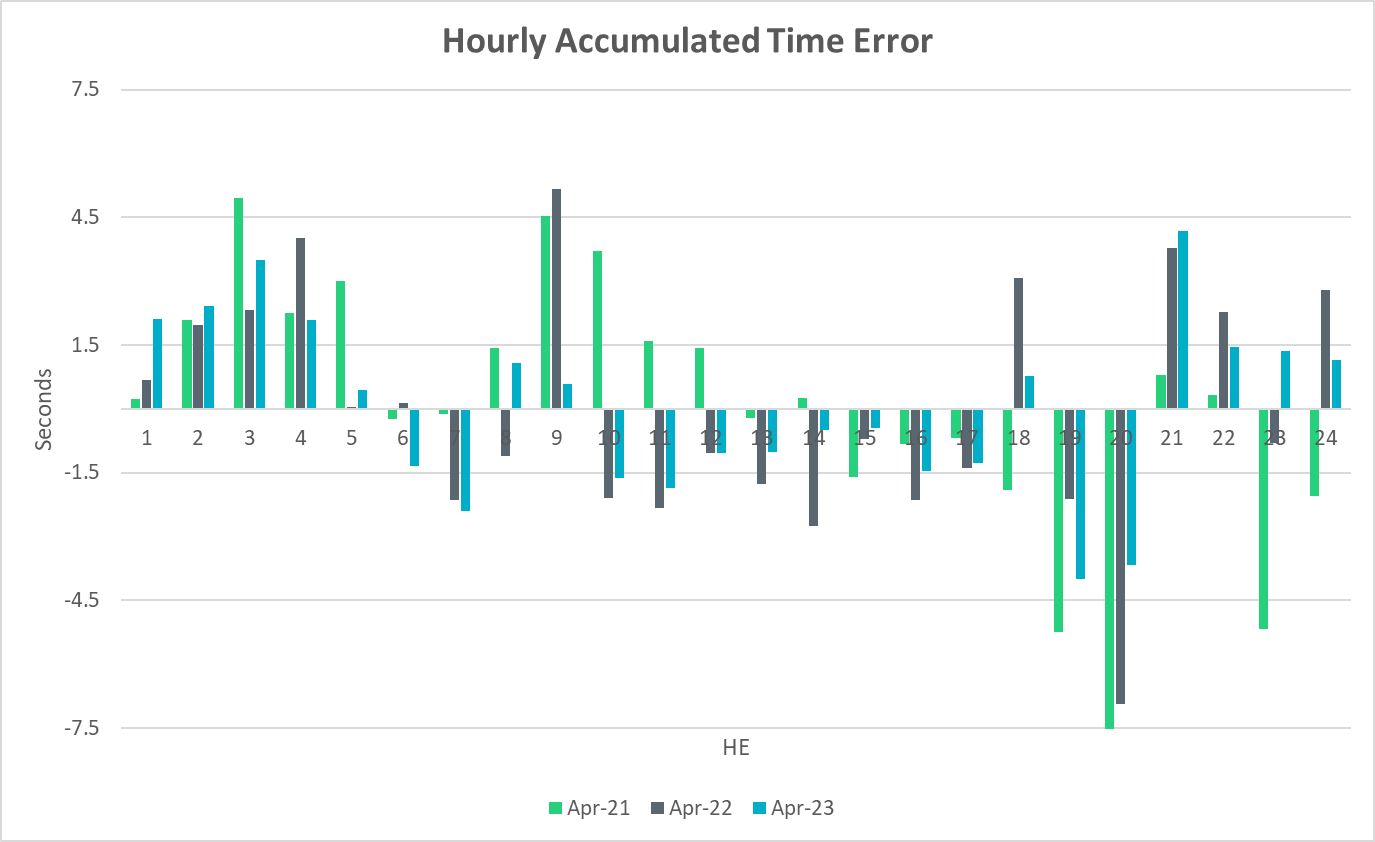 Hourly Accumulated Time Error
7.5
4.5
1.5
-1.5
-4.5
-7.5
Seconds
1 2 3 4 5 6 7 8 9 10 11 12 13 14 15 16 17 18 19 20 21 22 23 24
HE
Apr-21 Apr-22 Apr-23